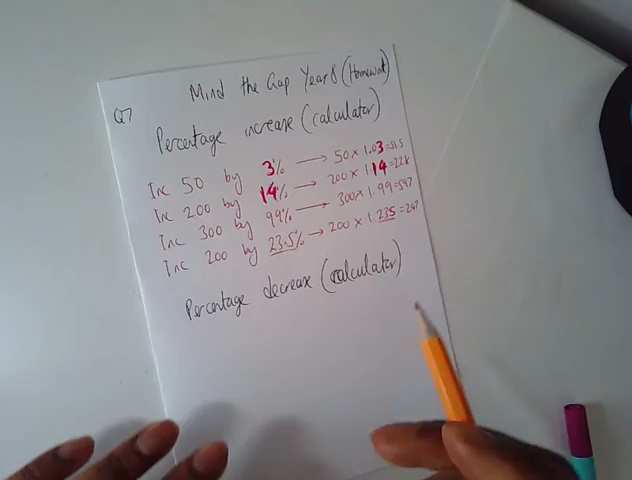 Mind the Gap Year 8 (Homework)
Q7
Percentage increase (calculator)
Inc 50 by 3% → 50 × 1.03 = 51.5
Inc 200 by 14% → 200 × 1.14 = 228
Inc 300 by 99% → 300 × 1.99 = 597
Inc 200 by 23.5% → 200 × 1.235 = 247
Percentage decrease (calculator)